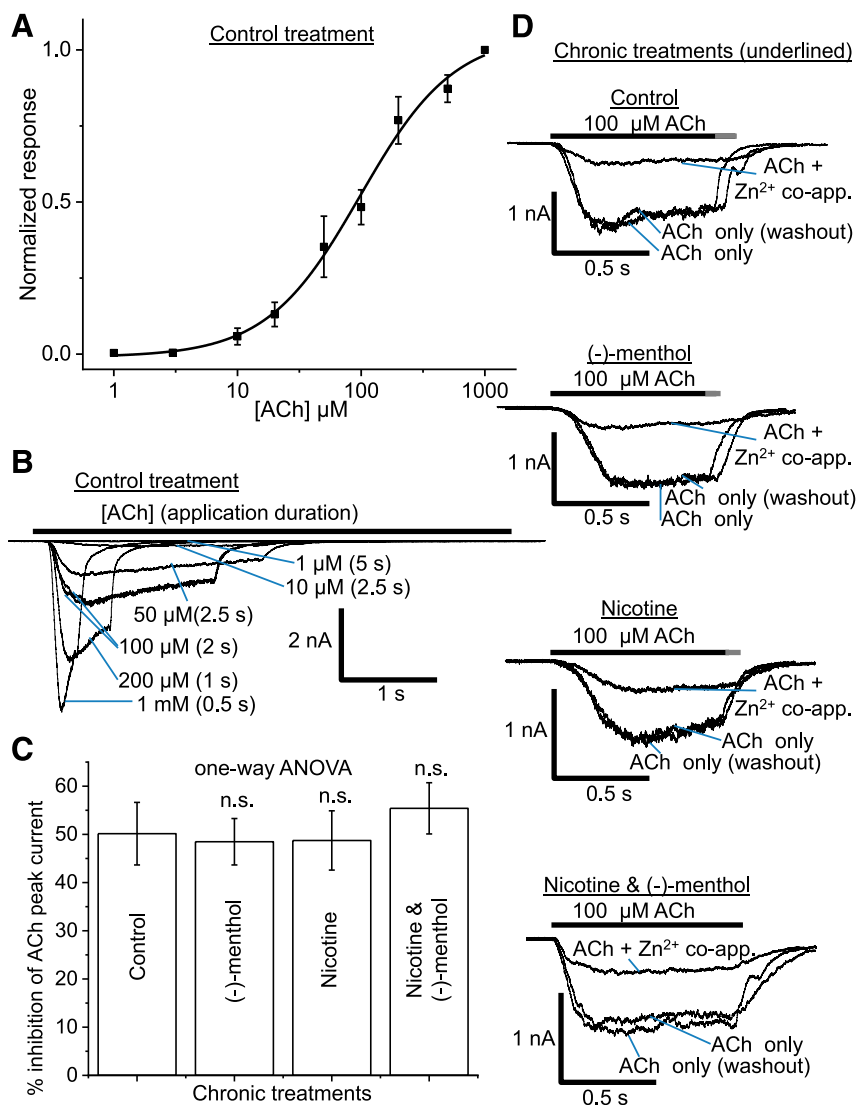 A
Control treatment
1.0
0.5
0.0
Normalized response
1
10
100
1000
[ACh] µM
B
Control treatment
[ACh] (application duration)
1 µM (5 s)
10 µM (2.5 s)
50 µM(2.5 s)
100 µM (2 s)
200 µM (1 s)
1 mM (0.5 s)
2 nA
1 s
C
one-way ANOVA
n.s.
n.s.
n.s.
60
50
40
30
20
10
0
% inhibition of ACh peak current
Control
(-)-menthol
Nicotine
Nicotine &
(-)-menthol
Chronic treatments
D
Chronic treatments (underlined)
Control
100 µM ACh
ACh +
Zn²⁺ co-app.
1 nA
ACh only (washout)
ACh only
0.5 s
(-)-menthol
100 µM ACh
ACh +
Zn²⁺ co-app.
1 nA
ACh only (washout)
ACh only
0.5 s
Nicotine
100 µM ACh
ACh +
Zn²⁺ co-app.
1 nA
ACh only
ACh only (washout)
0.5 s
Nicotine & (-)-menthol
100 µM ACh
ACh + Zn²⁺ co-app.
1 nA
ACh only
ACh only (washout)
0.5 s